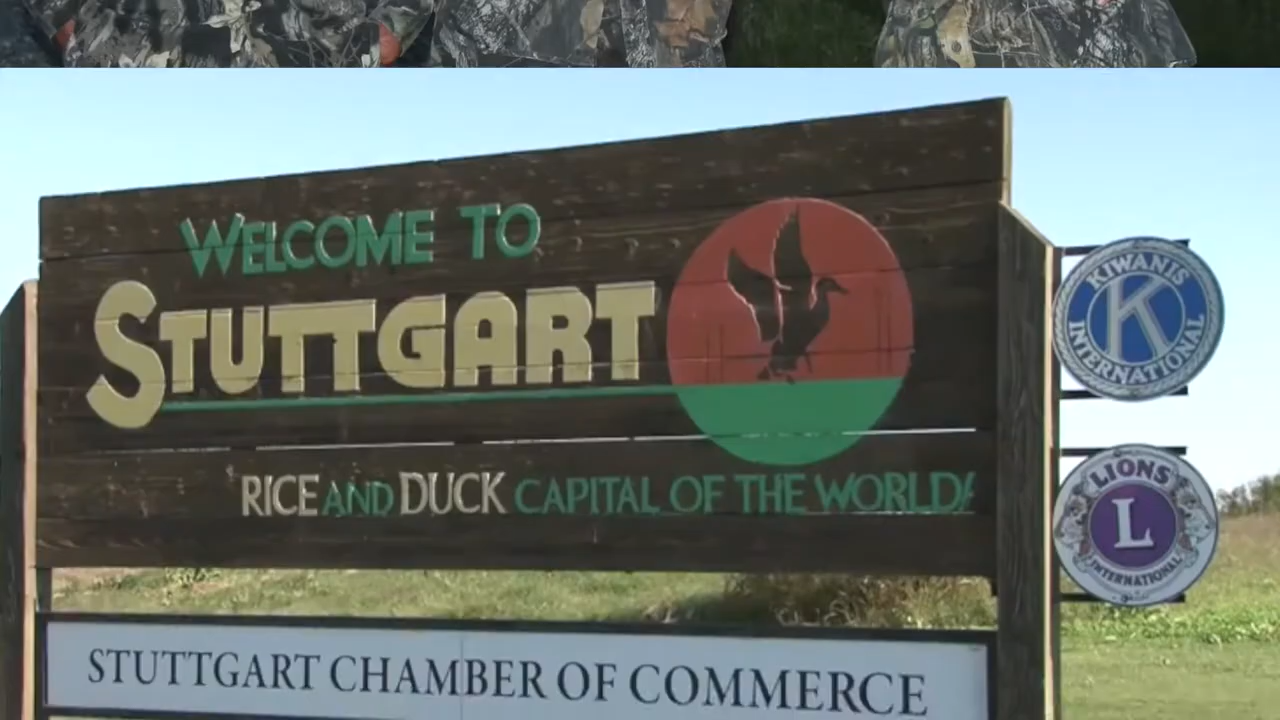 WELCOME TO
STUTTGART
RICE AND DUCK CAPITAL OF THE WORLD!
KIWANIS
K
INTERNATIONAL
LIONS
L
INTERNATIONAL
STUTTGART CHAMBER OF COMMERCE